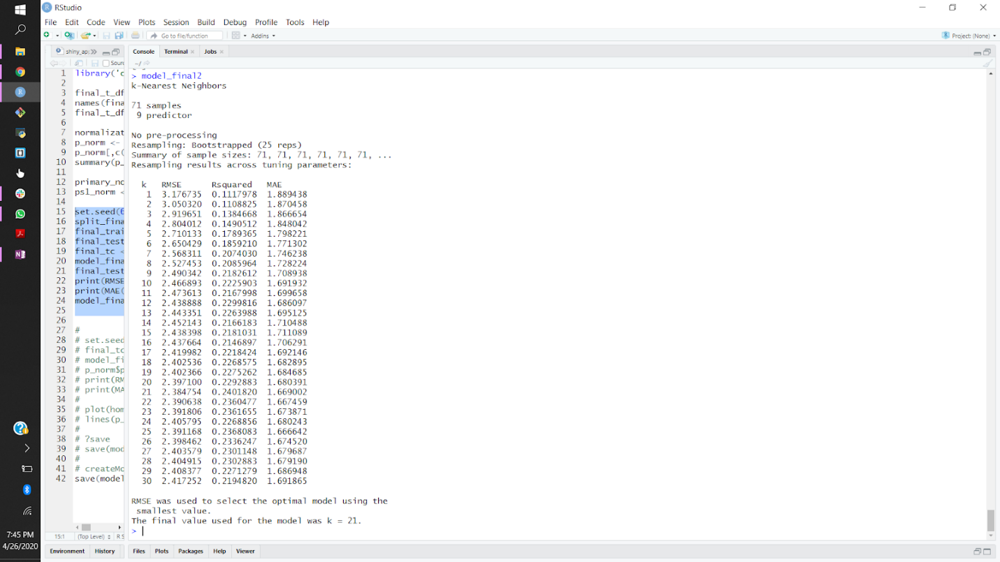 RStudio
File Edit Code View Plots Session Build Debug Profile Tools Help
Go to file/function Addins Project: (None)
shiny_ap Console Terminal Jobs
Sourc ~/
1 library('c
2
3 final_t_df
4 names(fina
5 final_t_df
6
7 normalizat
8 p_norm <-
9 p_norm[,c(
10 summary(p_
11
12 primary_no
13 psl_norm <
14
15 set.seed(6
16 split_fina
17 final_trai
18 final_test
19 final_tc <
20 model_fina
21 final_test
22 print(RMSE
23 print(MAE(
24 model_fina
25
26
27 #
28 # set.seed
29 # final_tc
30 # model_fi
31 # p_norm$p
32 # print(RM
33 # print(MA
34 #
35 # plot(hom
36 # lines(p_
37 #
38 # ?save
39 # save(mod
40 #
41 # createMo
42 save(model
15:1 (Top Level) R S
> model_final2
k-Nearest Neighbors
71 samples
9 predictor
No pre-processing
Resampling: Bootstrapped (25 reps)
Summary of sample sizes: 71, 71, 71, 71, 71, 71, ...
Resampling results across tuning parameters:
k RMSE Rsquared MAE
1 3.176735 0.1117978 1.889438
2 3.050320 0.1108825 1.870458
3 2.919651 0.1384668 1.866654
4 2.804012 0.1490512 1.848042
5 2.710133 0.1789365 1.798221
6 2.650429 0.1859210 1.771302
7 2.568311 0.2074030 1.746238
8 2.527453 0.2085964 1.728224
9 2.490342 0.2182612 1.708938
10 2.466893 0.2225903 1.691932
11 2.473613 0.2167998 1.699658
12 2.438888 0.2299816 1.686097
13 2.443351 0.2263988 1.695125
14 2.452143 0.2166183 1.710488
15 2.438398 0.2181031 1.711089
16 2.437664 0.2146897 1.706291
17 2.419982 0.2218424 1.692146
18 2.402536 0.2268575 1.682895
19 2.402366 0.2275262 1.684685
20 2.397100 0.2292883 1.680391
21 2.384754 0.2401820 1.669002
22 2.390638 0.2360477 1.667459
23 2.391806 0.2361655 1.673871
24 2.405795 0.2268856 1.680243
25 2.391168 0.2368083 1.666642
26 2.398462 0.2336247 1.674520
27 2.403579 0.2301148 1.679687
28 2.404915 0.2302883 1.679190
29 2.408377 0.2271279 1.686948
30 2.417252 0.2194820 1.691865
RMSE was used to select the optimal model using the
smallest value.
The final value used for the model was k = 21.
>
Environment History Files Plots Packages Help Viewer
7:45 PM
4/26/2020